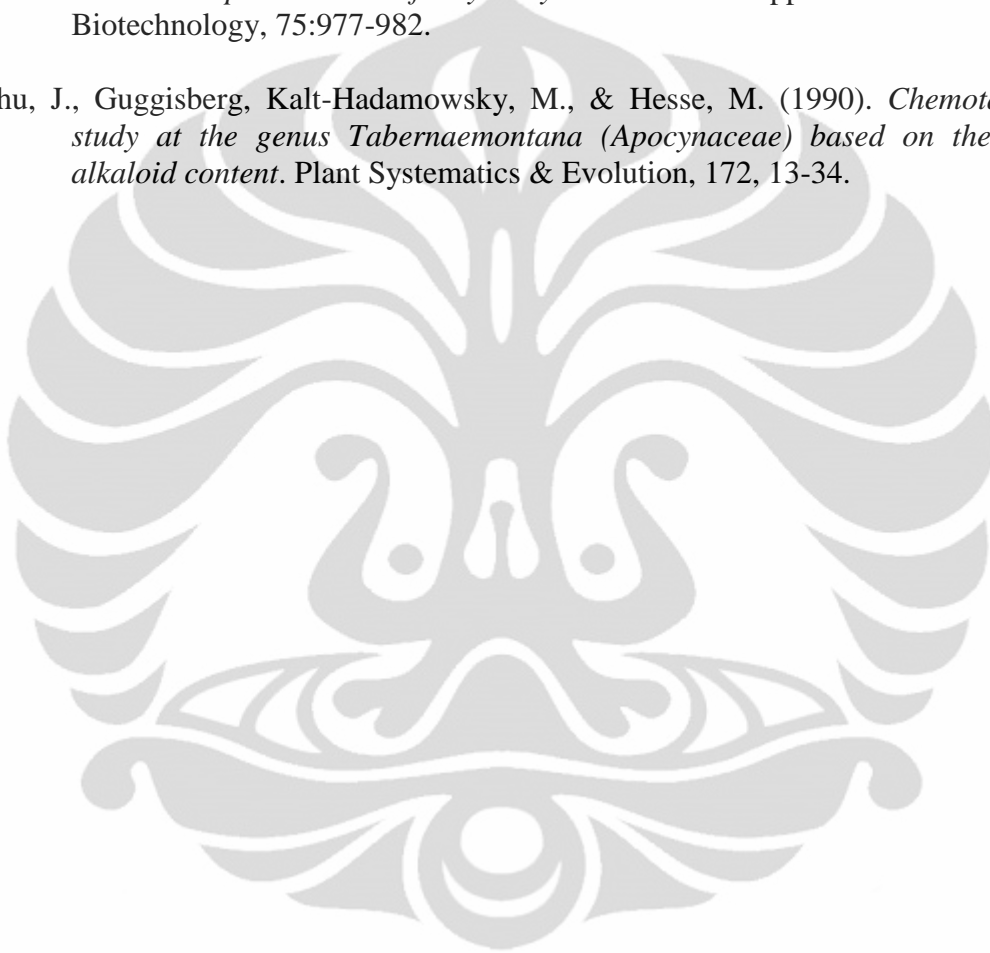 Biotechnology, 75:977-982.
hu, J., Guggisberg, Kalt-Hadamowsky, M., & Hesse, M. (1990). Chemota
study at the genus Tabernaemontana (Apocynaceae) based on the
alkaloid content. Plant Systematics & Evolution, 172, 13-34.